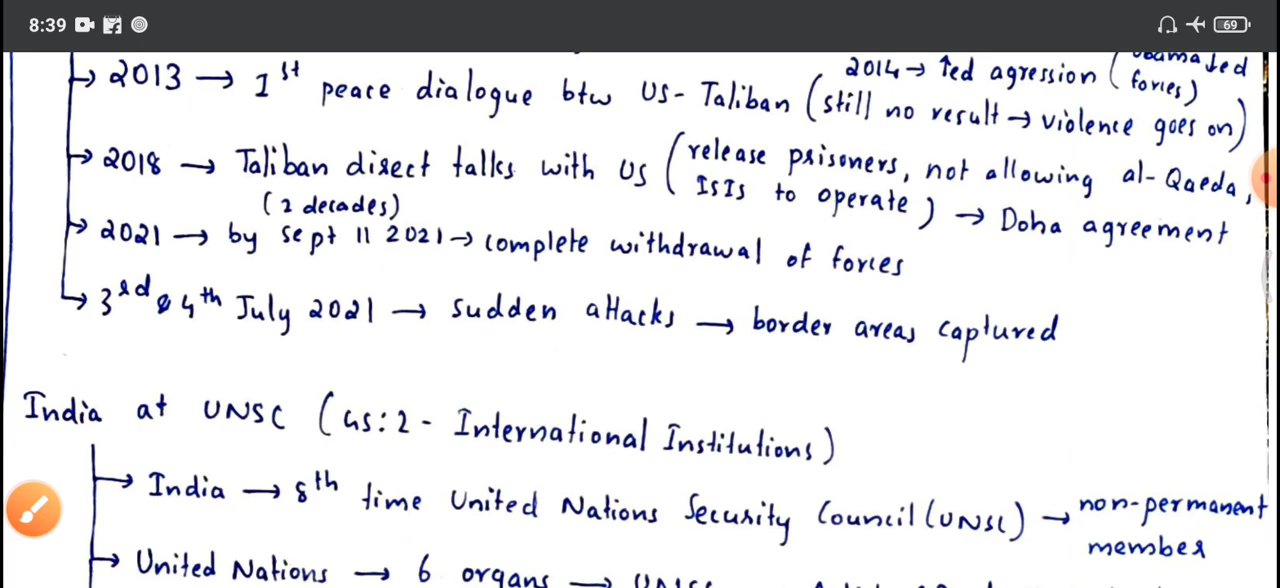 8:39
69
2014 → ↑ed agression (
forces)
↳ 2013 → 1st peace dialogue btw US - Taliban (still no result → violence goes on)
→ 2018 → Taliban direct talks with US (release prisoners, not allowing al-Qaeda,
ISIS to operate) → Doha agreement
(2 decades)
→ 2021 → by sept 11 2021 → complete withdrawal of forces
↳ 3rd & 4th July 2021 → sudden attacks → border areas captured
India at UNSC (GS:2 - International Institutions)
→ India → 8th time United Nations Security Council (UNSC) → non-permanent
member
→ United Nations → 6 organs →